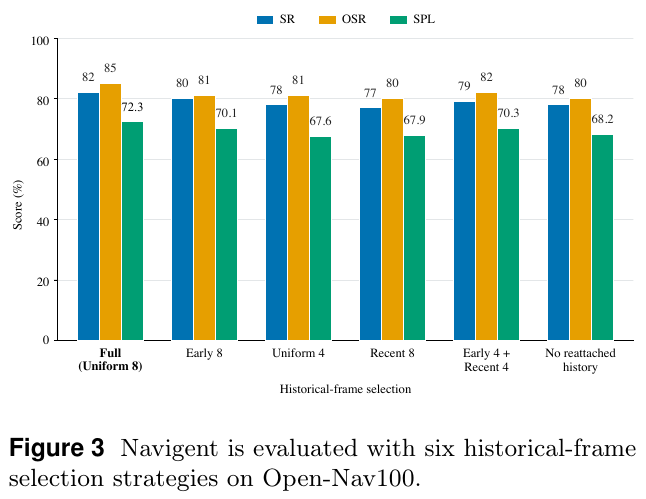 SR OSR SPL
100
80
60
40
20
0
Score (%)
82 85 72.3
80 81 70.1
78 81 67.6
77 80 67.9
79 82 70.3
78 80 68.2
Full
(Uniform 8)
Early 8
Uniform 4
Recent 8
Early 4 +
Recent 4
No reattached
history
Historical-frame selection
Figure 3 Navigent is evaluated with six historical-frame
selection strategies on Open-Nav100.